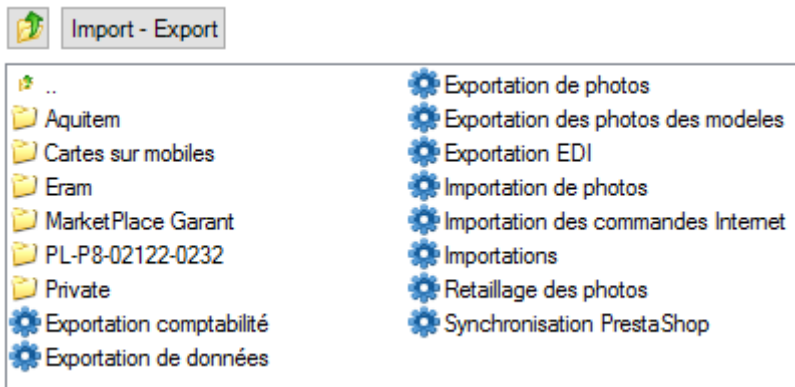 Import - Export
..
Aquitem
Cartes sur mobiles
Eram
MarketPlace Garant
PL-P8-02122-0232
Private
Exportation comptabilité
Exportation de données
Exportation de photos
Exportation des photos des modeles
Exportation EDI
Importation de photos
Importation des commandes Internet
Importations
Retaillage des photos
Synchronisation PrestaShop